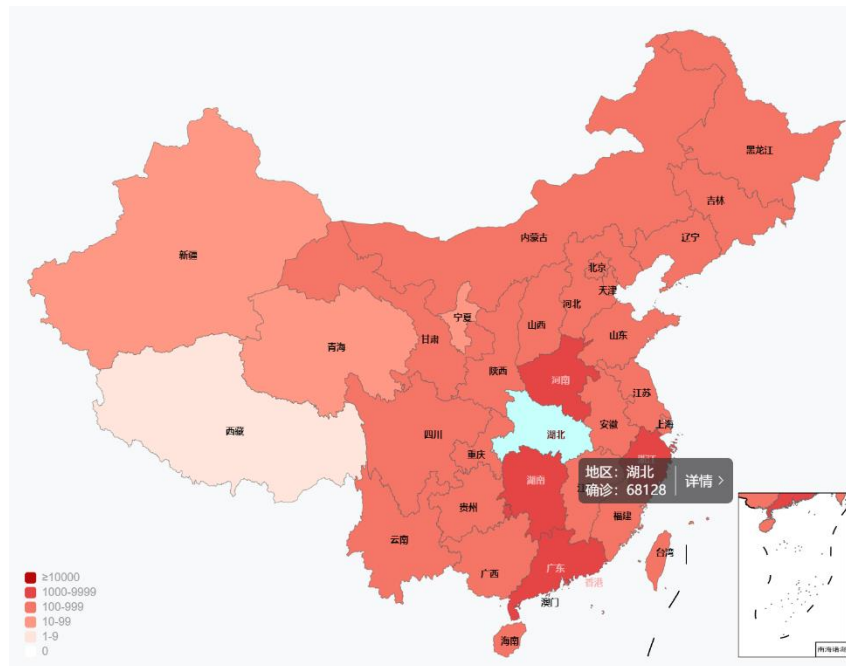 黑龙江
吉林
内蒙古
辽宁
新疆
北京
天津
河北
宁夏
山西
山东
甘肃
青海
陕西
河南
江苏
西藏
四川
湖北
安徽
上海
重庆
地区：湖北
确诊：68128
详情 >
湖南
贵州
福建
云南
台湾
广西
广东
香港
澳门
海南
≥10000
1000-9999
100-999
10-99
1-9
0